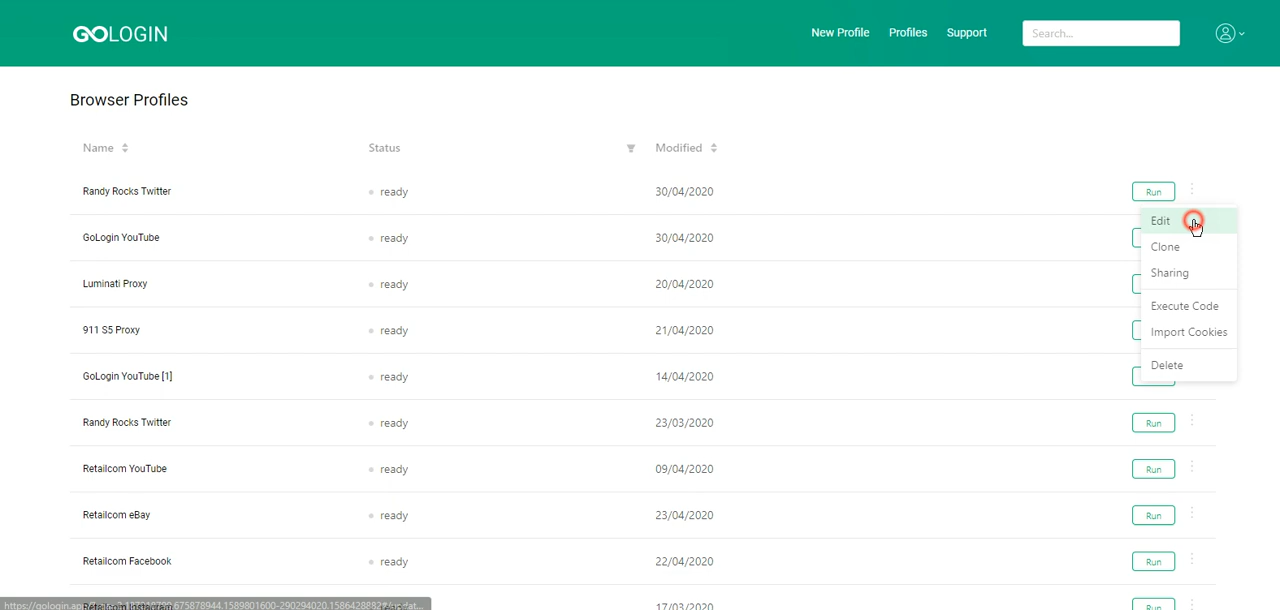 GOLOGIN
New Profile Profiles Support Search...
Browser Profiles
Name Status Modified
Randy Rocks Twitter ready 30/04/2020 Run
Edit
GoLogin YouTube ready 30/04/2020
Clone
Sharing
Luminati Proxy ready 20/04/2020
Execute Code
911 S5 Proxy ready 21/04/2020
Import Cookies
Delete
GoLogin YouTube [1] ready 14/04/2020
Randy Rocks Twitter ready 23/03/2020 Run
Retailcom YouTube ready 09/04/2020 Run
Retailcom eBay ready 23/04/2020 Run
Retailcom Facebook ready 22/04/2020 Run
Retailcom Instagram 17/03/2020 Run